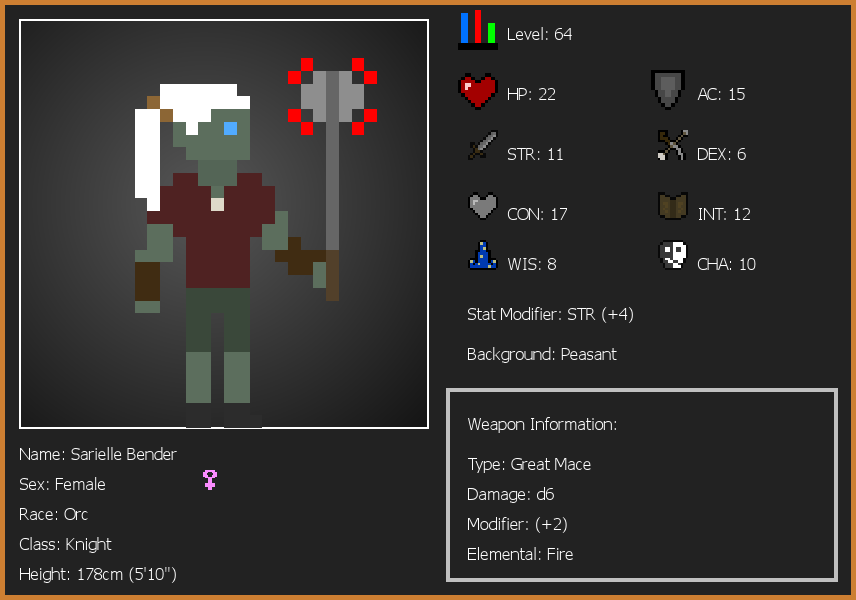 Level: 64
HP: 22
AC: 15
STR: 11
DEX: 6
CON: 17
INT: 12
WIS: 8
CHA: 10
Stat Modifier: STR (+4)
Background: Peasant
Weapon Information:
Type: Great Mace
Damage: d6
Modifier: (+2)
Elemental: Fire
Name: Sarielle Bender
Sex: Female
Race: Orc
Class: Knight
Height: 178cm (5'10")